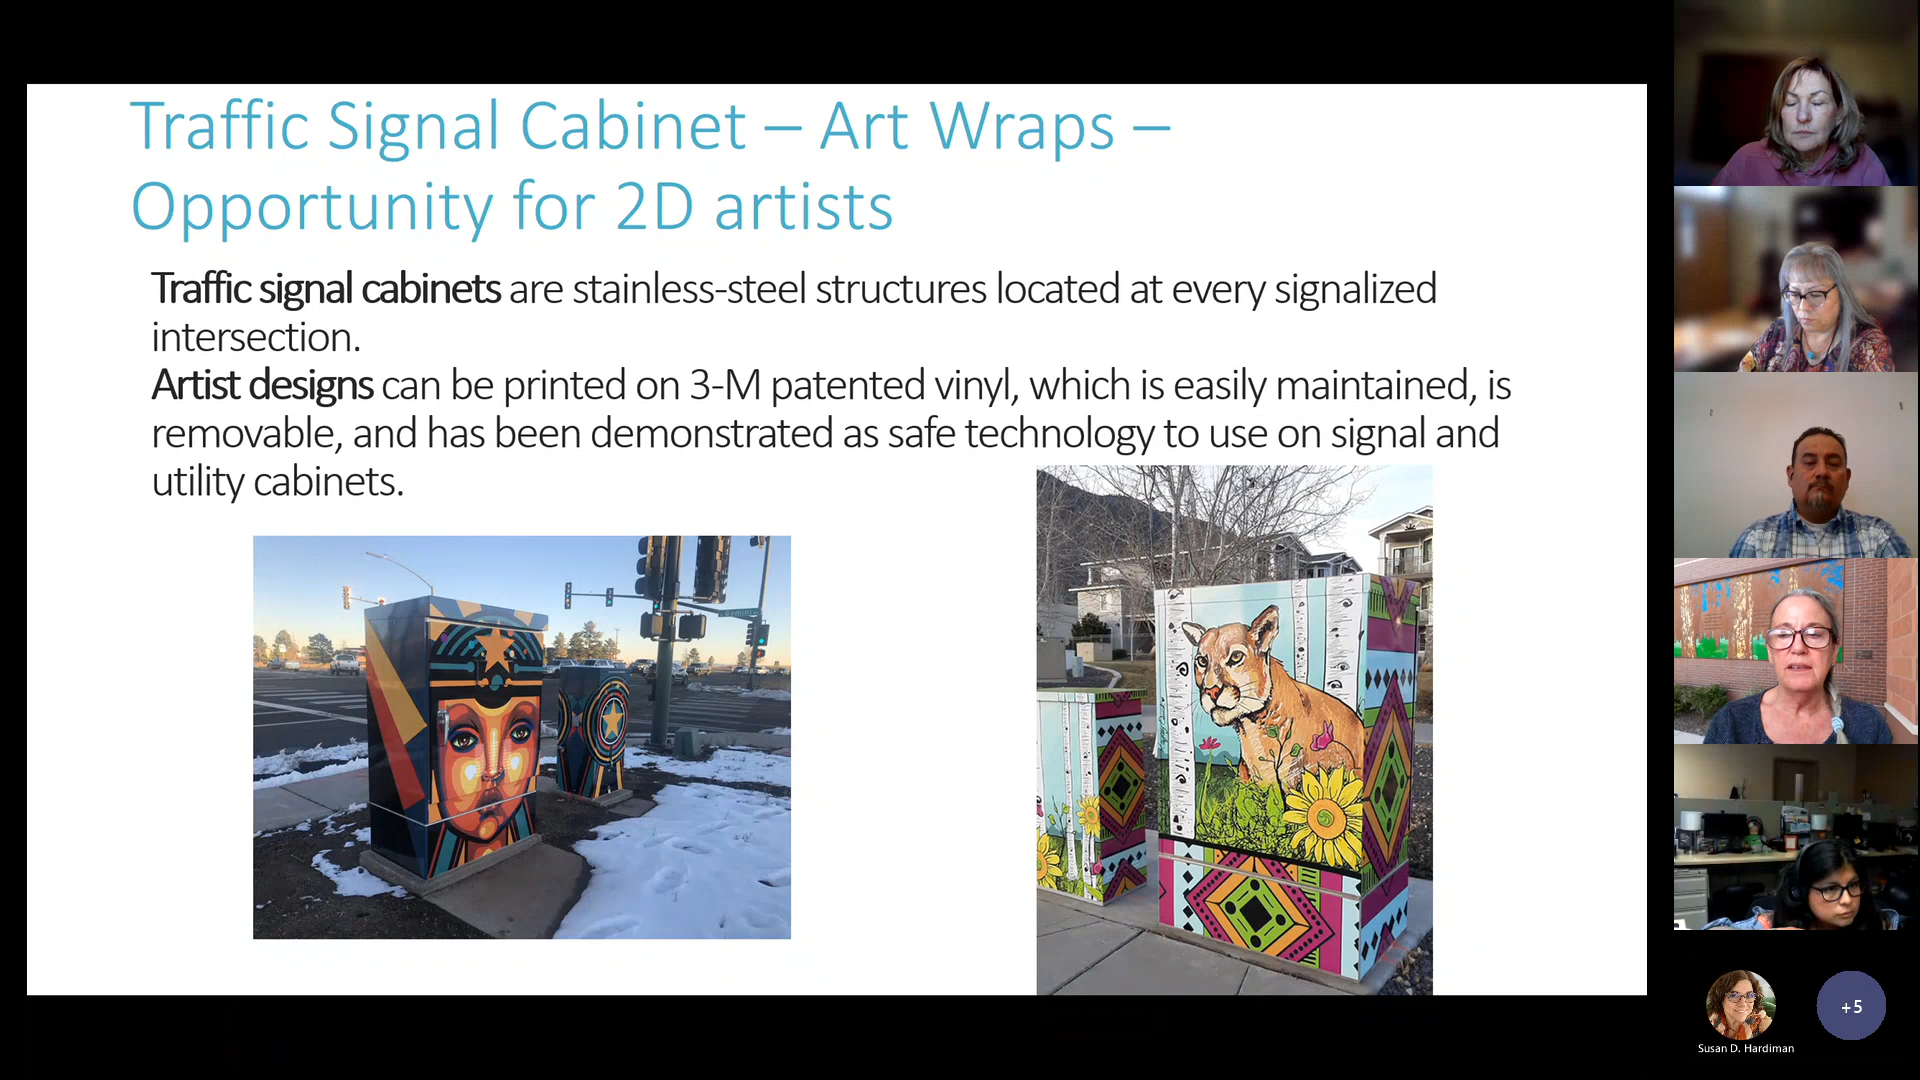 Traffic Signal Cabinet – Art Wraps –
Opportunity for 2D artists
Traffic signal cabinets are stainless-steel structures located at every signalized
intersection.
Artist designs can be printed on 3-M patented vinyl, which is easily maintained, is
removable, and has been demonstrated as safe technology to use on signal and
utility cabinets.
Gemini
+5
Susan D. Hardiman